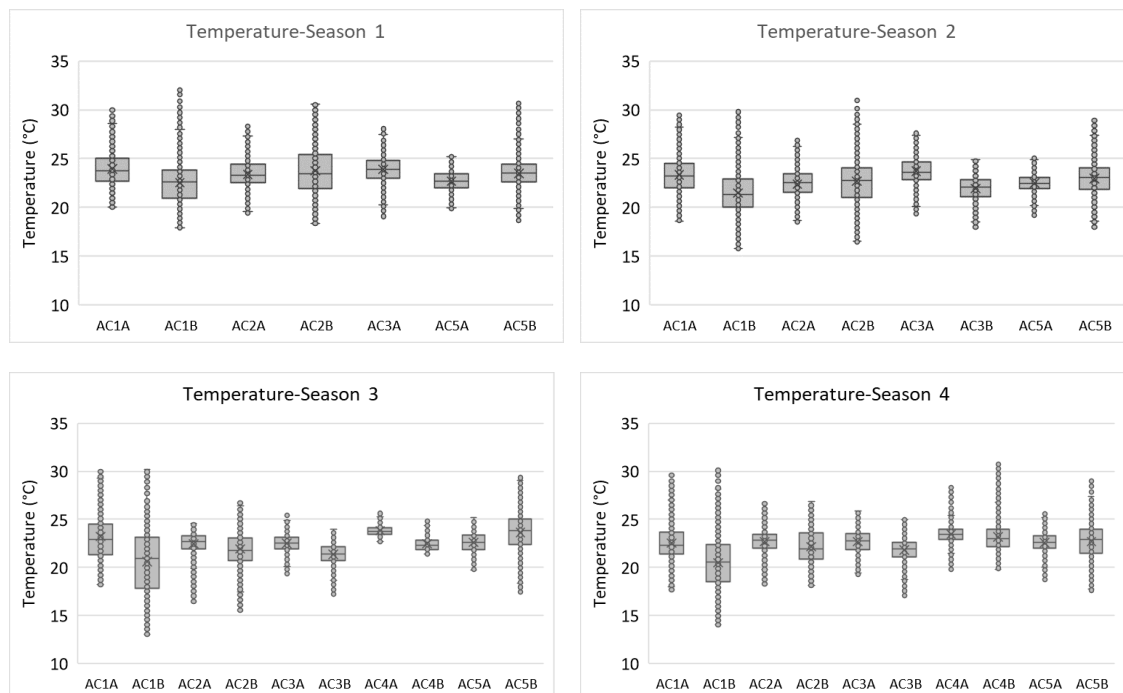 Temperature-Season 1
Temperature (°C)
35
30
25
20
15
10
AC1A AC1B AC2A AC2B AC3A AC5A AC5B
Temperature-Season 2
Temperature (°C)
35
30
25
20
15
10
AC1A AC1B AC2A AC2B AC3A AC3B AC5A AC5B
Temperature-Season 3
Temperature (°C)
35
30
25
20
15
10
AC1A AC1B AC2A AC2B AC3A AC3B AC4A AC4B AC5A AC5B
Temperature-Season 4
Temperature (°C)
35
30
25
20
15
10
AC1A AC1B AC2A AC2B AC3A AC3B AC4A AC4B AC5A AC5B